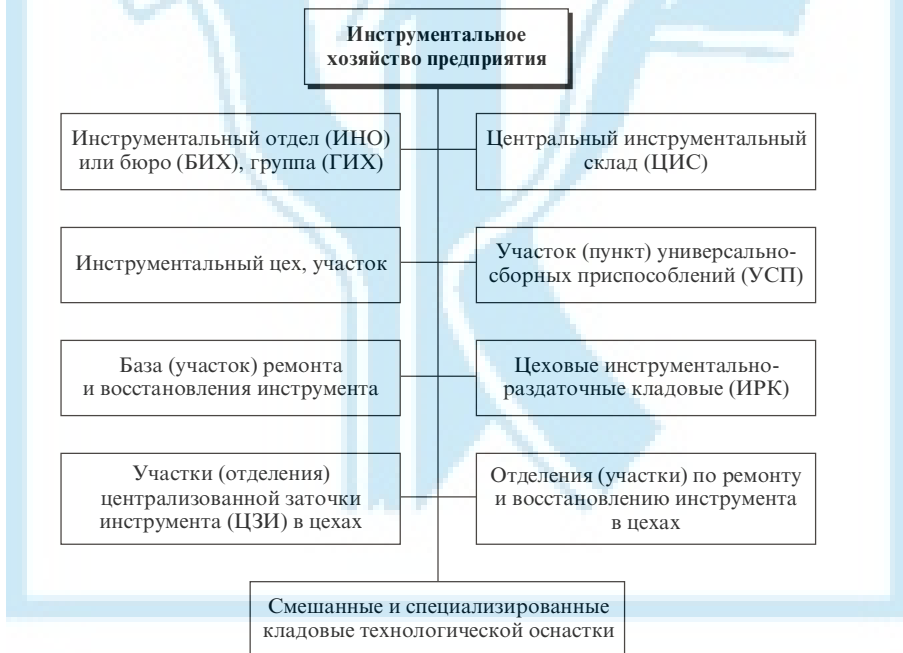 Инструментальное
хозяйство предприятия
Инструментальный отдел (ИНО)
или бюро (БИХ), группа (ГИХ)
Центральный инструментальный
склад (ЦИС)
Инструментальный цех, участок
Участок (пункт) универсально-
сборных приспособлений (УСП)
База (участок) ремонта
и восстановления инструмента
Цеховые инструментально-
раздаточные кладовые (ИРК)
Участки (отделения)
централизованной заточки
инструмента (ЦЗИ) в цехах
Отделения (участки) по ремонту
и восстановлению инструмента
в цехах
Смешанные и специализированные
кладовые технологической оснастки